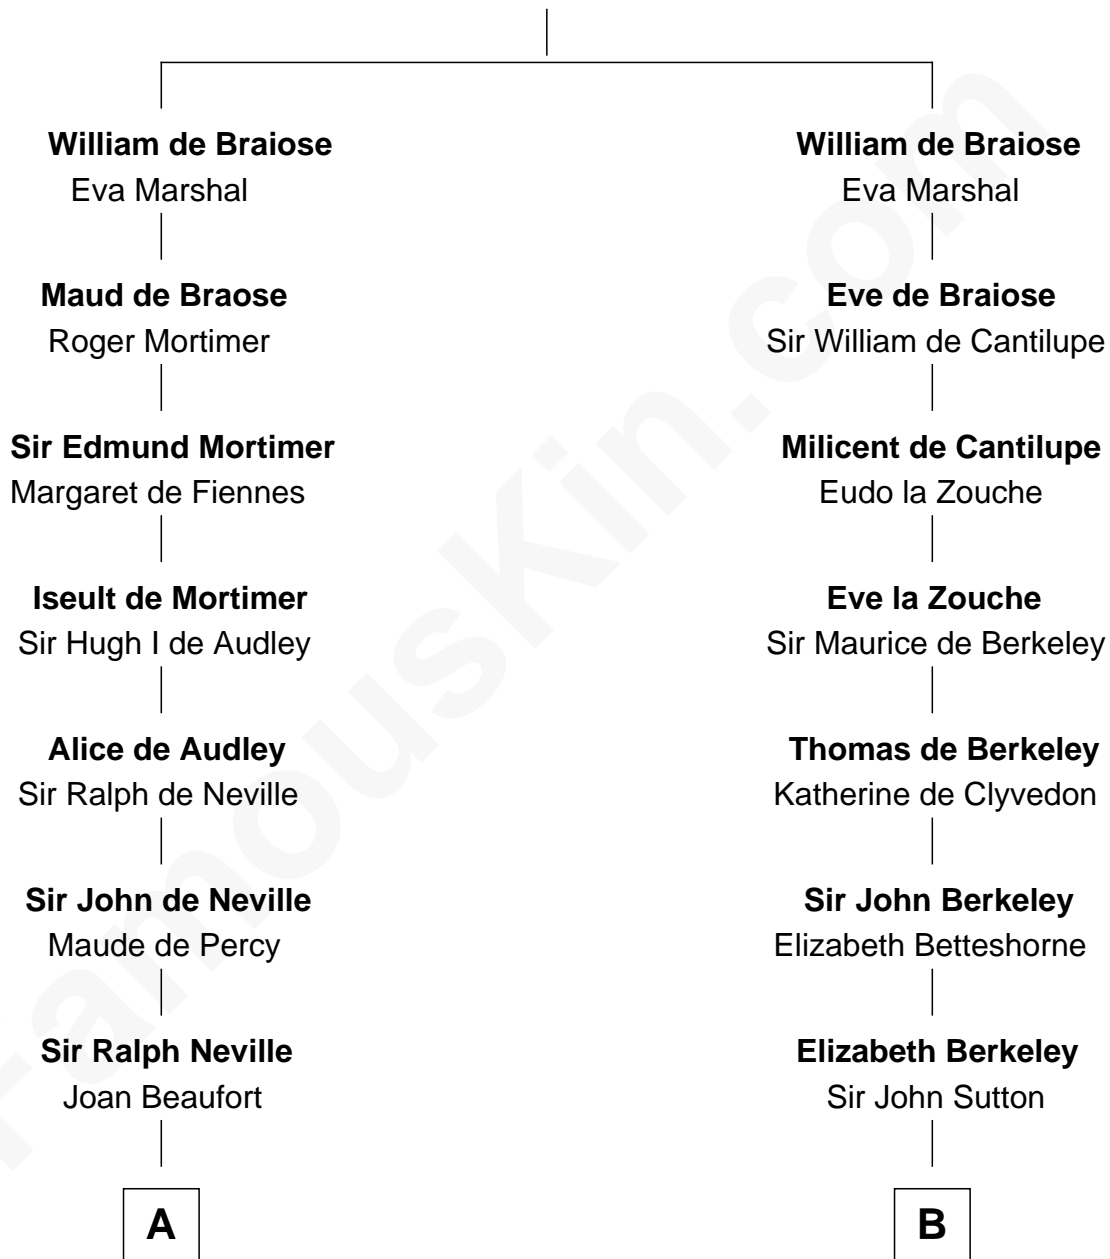 William de Braiose
Eva Marshal
Maud de Braose
Roger Mortimer
Sir Edmund Mortimer
Margaret de Fiennes
Iseult de Mortimer
Sir Hugh I de Audley
Alice de Audley
Sir Ralph de Neville
Sir John de Neville
Maude de Percy
Sir Ralph Neville
Joan Beaufort
A
William de Braiose
Eva Marshal
Eve de Braiose
Sir William de Cantilupe
Milicent de Cantilupe
Eudo la Zouche
Eve la Zouche
Sir Maurice de Berkeley
Thomas de Berkeley
Katherine de Clyvedon
Sir John Berkeley
Elizabeth Betteshorne
Elizabeth Berkeley
Sir John Sutton
B
FamousKin.com